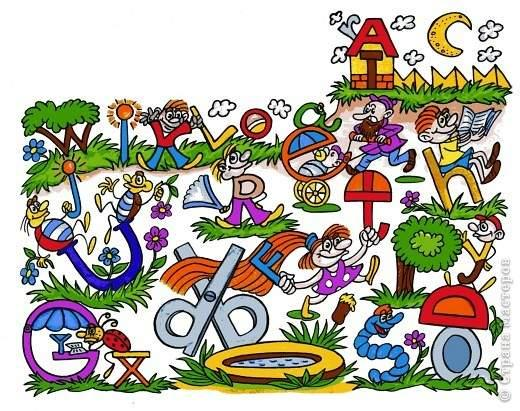 A C
w i v o
e h
j R t
U F
G x S Q
© Страна мастеров